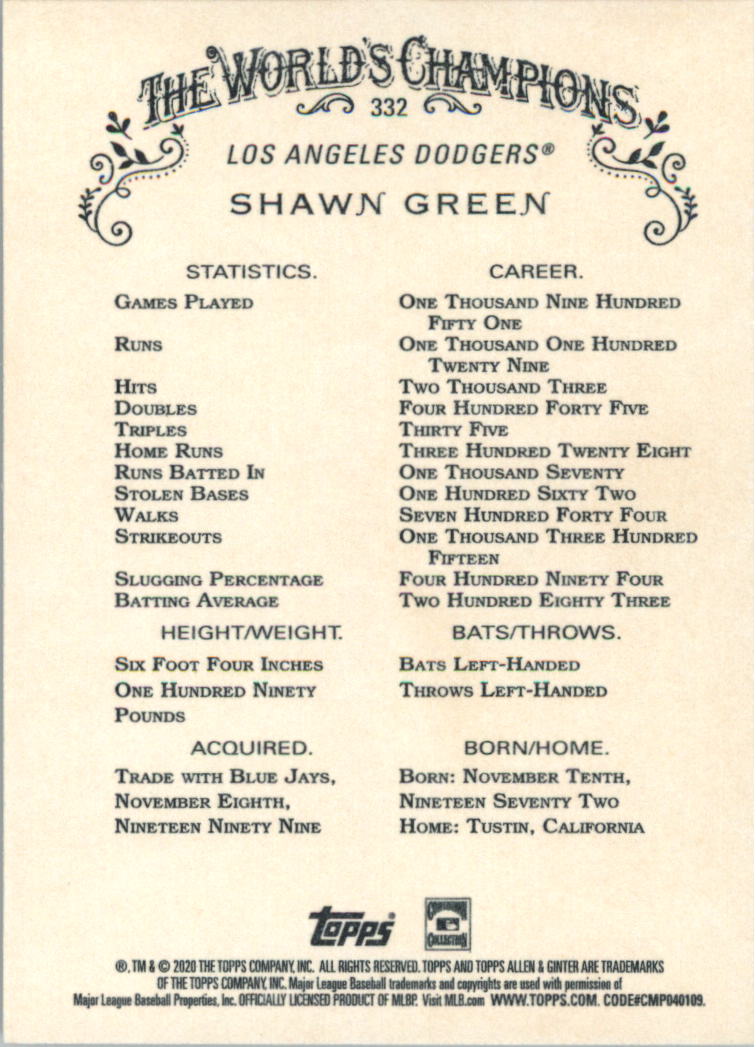 THE WORLD'S CHAMPIONS
332
LOS ANGELES DODGERS®
SHAWN GREEN
STATISTICS. CAREER.
GAMES PLAYED ONE THOUSAND NINE HUNDRED
FIFTY ONE
RUNS ONE THOUSAND ONE HUNDRED
TWENTY NINE
HITS TWO THOUSAND THREE
DOUBLES FOUR HUNDRED FORTY FIVE
TRIPLES THIRTY FIVE
HOME RUNS THREE HUNDRED TWENTY EIGHT
RUNS BATTED IN ONE THOUSAND SEVENTY
STOLEN BASES ONE HUNDRED SIXTY TWO
WALKS SEVEN HUNDRED FORTY FOUR
STRIKEOUTS ONE THOUSAND THREE HUNDRED
FIFTEEN
SLUGGING PERCENTAGE FOUR HUNDRED NINETY FOUR
BATTING AVERAGE TWO HUNDRED EIGHTY THREE
HEIGHT/WEIGHT. BATS/THROWS.
SIX FOOT FOUR INCHES BATS LEFT-HANDED
ONE HUNDRED NINETY THROWS LEFT-HANDED
POUNDS
ACQUIRED. BORN/HOME.
TRADE WITH BLUE JAYS, BORN: NOVEMBER TENTH,
NOVEMBER EIGHTH, NINETEEN SEVENTY TWO
NINETEEN NINETY NINE HOME: TUSTIN, CALIFORNIA
topps® COOPERSTOWN
COLLECTION
®, TM & © 2020 THE TOPPS COMPANY, INC. ALL RIGHTS RESERVED. TOPPS AND TOPPS ALLEN & GINTER ARE TRADEMARKS
OF THE TOPPS COMPANY, INC. Major League Baseball trademarks and copyrights are used with permission of
Major League Baseball Properties, Inc. OFFICIALLY LICENSED PRODUCT OF MLBP. Visit MLB.com WWW.TOPPS.COM. CODE#CMP040109.